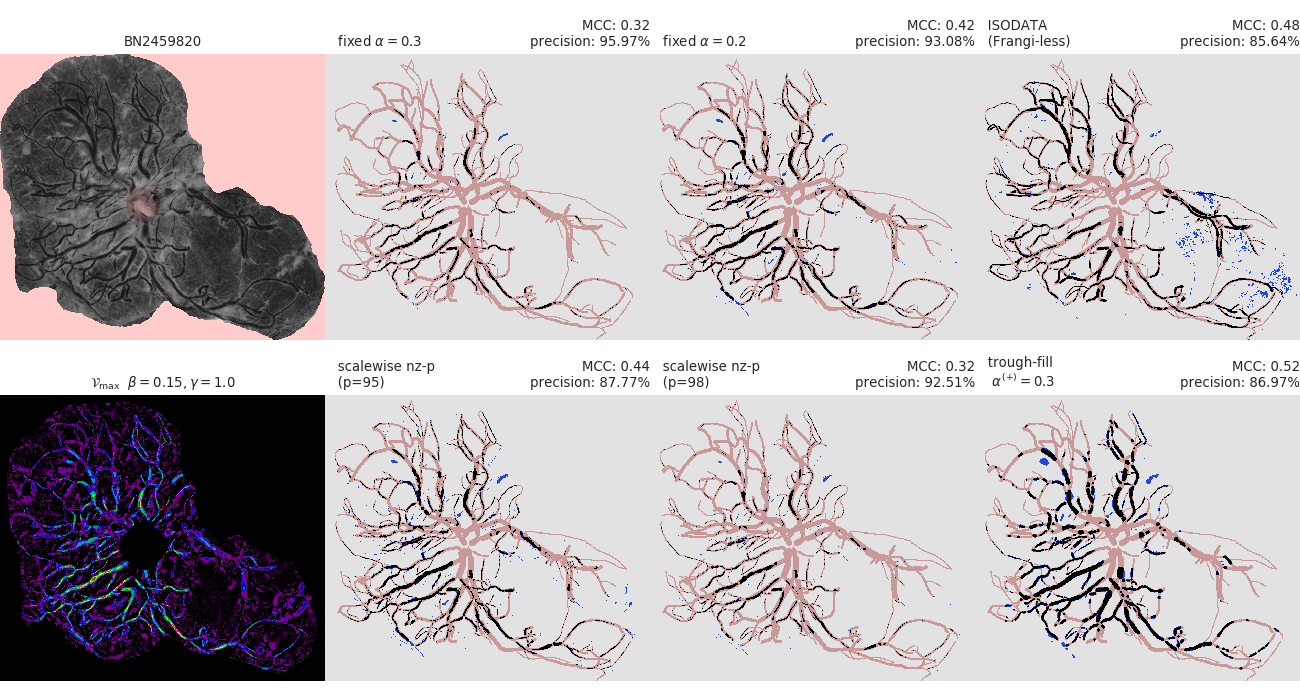 BN2459820
fixed α = 0.3
MCC: 0.32
precision: 95.97%
fixed α = 0.2
MCC: 0.42
precision: 93.08%
ISODATA
(Frangi-less)
MCC: 0.48
precision: 85.64%
𝒱max β = 0.15, γ = 1.0
scalewise nz-p
(p=95)
MCC: 0.44
precision: 87.77%
scalewise nz-p
(p=98)
MCC: 0.32
precision: 92.51%
trough-fill
α⁽⁺⁾ = 0.3
MCC: 0.52
precision: 86.97%